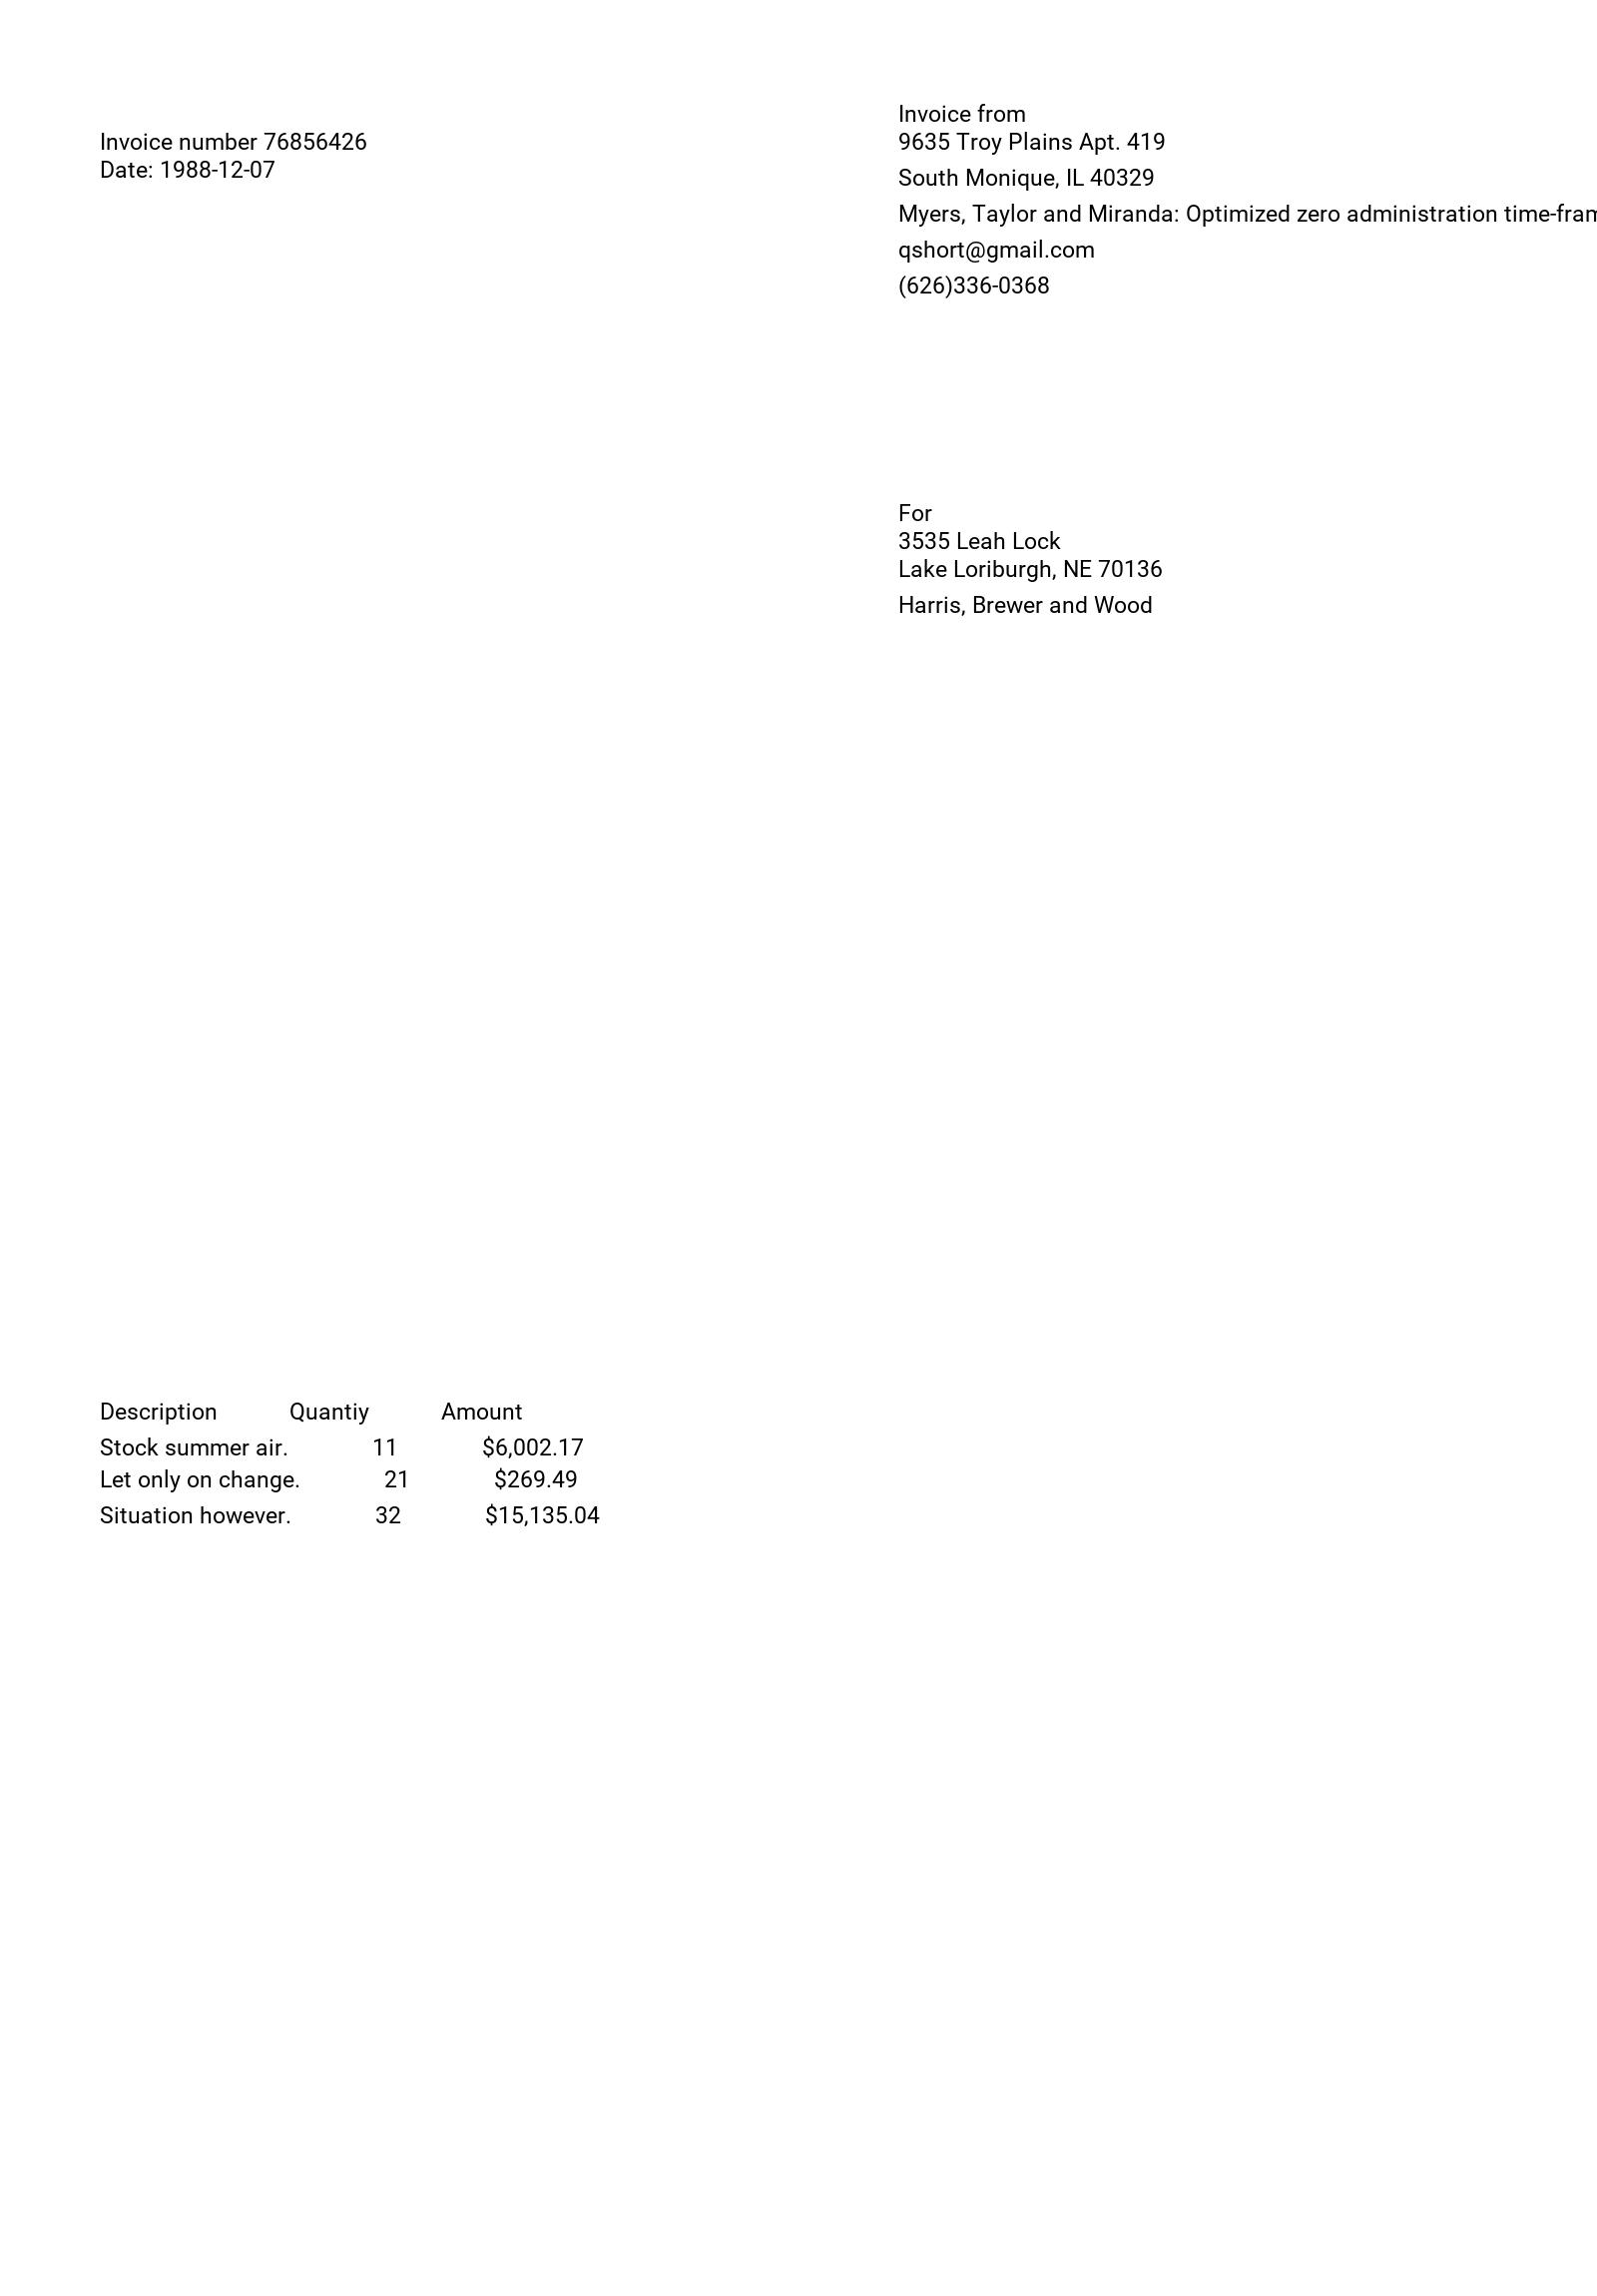 Invoice number 76856426
Date: 1988-12-07
Invoice from
9635 Troy Plains Apt. 419
South Monique, IL 40329
Myers, Taylor and Miranda: Optimized zero administration
qshort@gmail.com
(626)336-0368
For
3535 Leah Lock
Lake Loriburgh, NE 70136
Harris, Brewer and Wood
Description Quantiy Amount
Stock summer air. 11 $6,002.17
Let only on change. 21 $269.49
Situation however. 32 $15,135.04